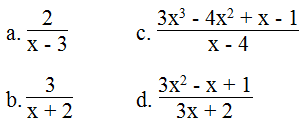 a. 2 / (x - 3)
c. (3x³ - 4x² + x - 1) / (x - 4)
b. 3 / (x + 2)
d. (3x² - x + 1) / (3x + 2)